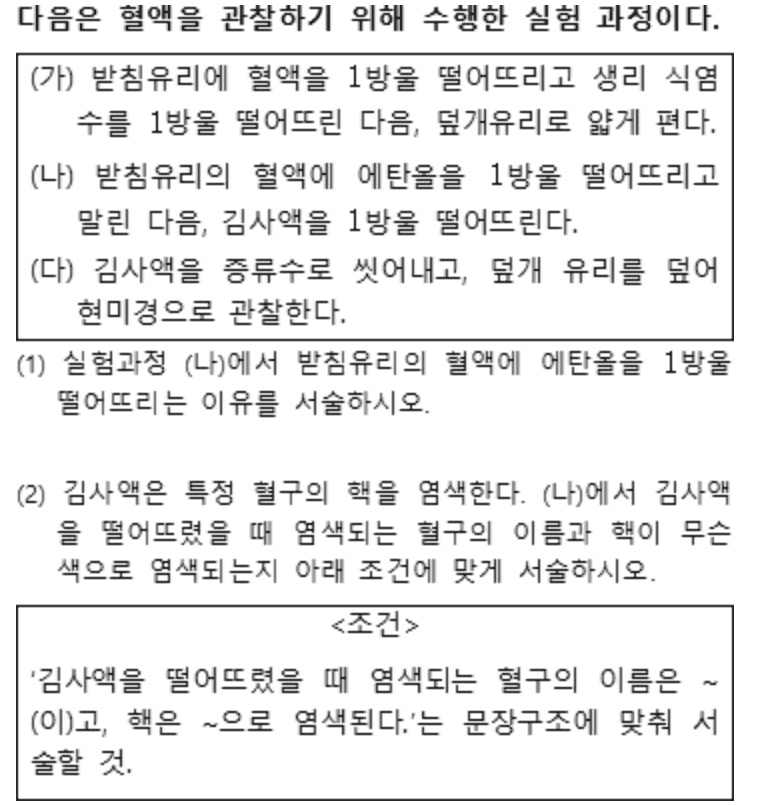 다음은 혈액을 관찰하기 위해 수행한 실험 과정이다.
(가) 받침유리에 혈액을 1방울 떨어뜨리고 생리 식염
수를 1방울 떨어뜨린 다음, 덮개유리로 얇게 편다.
(나) 받침유리의 혈액에 에탄올을 1방울 떨어뜨리고
말린 다음, 김사액을 1방울 떨어뜨린다.
(다) 김사액을 증류수로 씻어내고, 덮개 유리를 덮어
현미경으로 관찰한다.
(1) 실험과정 (나)에서 받침유리의 혈액에 에탄올을 1방울
떨어뜨리는 이유를 서술하시오.
(2) 김사액은 특정 혈구의 핵을 염색한다. (나)에서 김사액
을 떨어뜨렸을 때 염색되는 혈구의 이름과 핵이 무슨
색으로 염색되는지 아래 조건에 맞게 서술하시오.
<조건>
'김사액을 떨어뜨렸을 때 염색되는 혈구의 이름은 ~
(이)고, 핵은 ~으로 염색된다.'는 문장구조에 맞춰 서
술할 것.